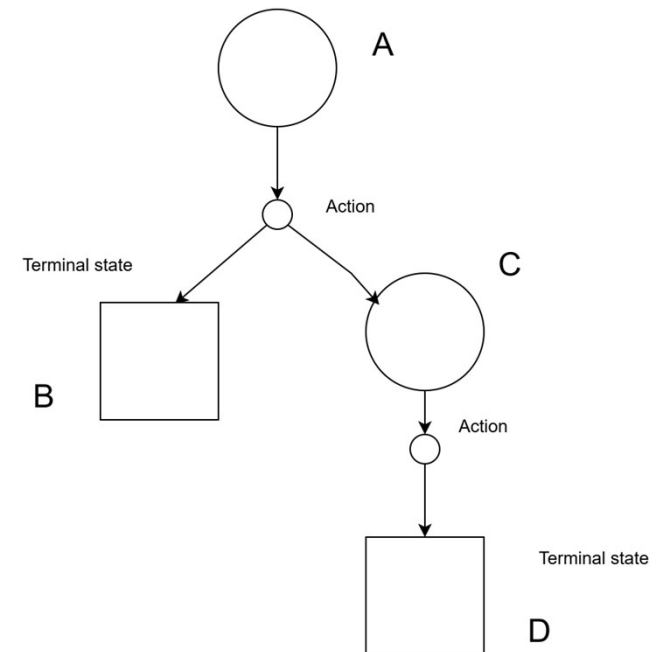 A
Action
Terminal state
C
B
Action
Terminal state
D